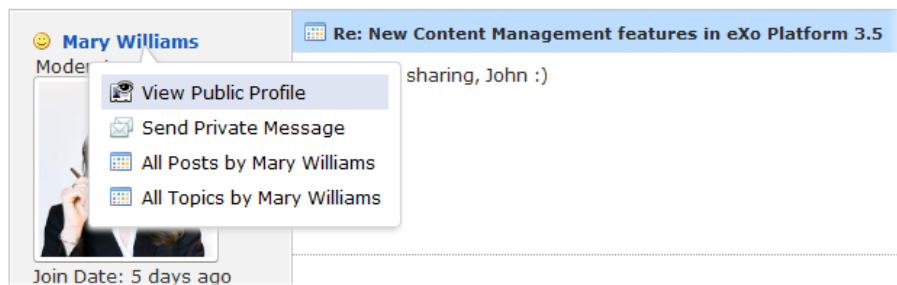 Mary Williams
Re: New Content Management features in eXo Platform 3.5
sharing, John :)
View Public Profile
Send Private Message
All Posts by Mary Williams
All Topics by Mary Williams
Join Date: 5 days ago